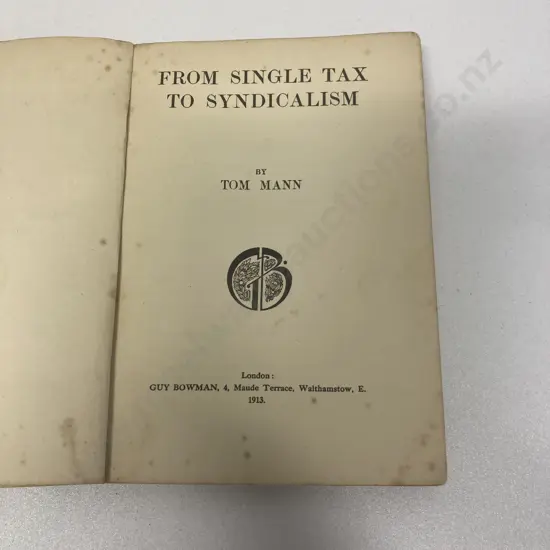 FROM SINGLE TAX
TO SYNDICALISM
BY
TOM MANN
London:
GUY BOWMAN, 4, Maude Terrace, Walthamstow, E.
1913.